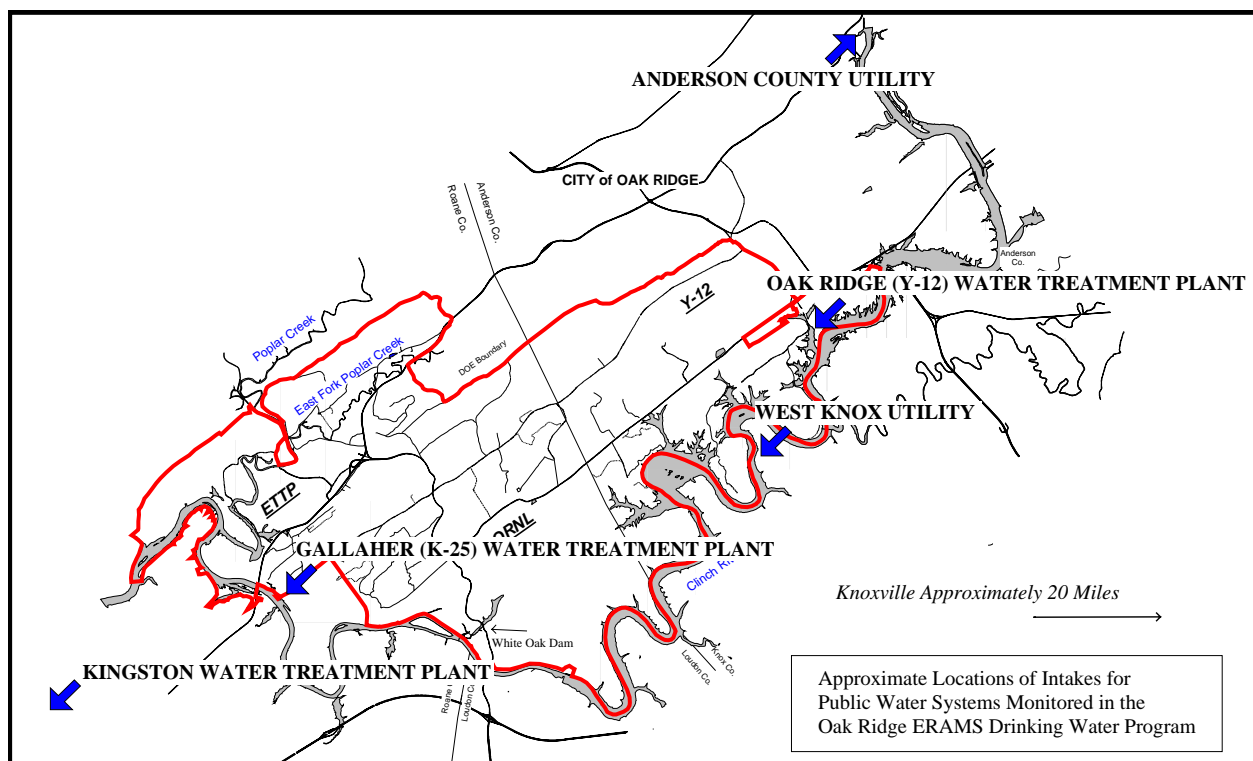 ANDERSON COUNTY UTILITY
CITY of OAK RIDGE
Anderson Co.
Roane Co.
Anderson
Co.
OAK RIDGE (Y-12) WATER TREATMENT PLANT
Y-12
Poplar Creek
East Fork Poplar Creek
DOE Boundary
WEST KNOX UTILITY
ETTP
ORNL
GALLAHER (K-25) WATER TREATMENT PLANT
Clinch
Knoxville Approximately 20 Miles
White Oak Dam
Knox Co.
Loudon Co.
KINGSTON WATER TREATMENT PLANT
Roane
Loudon Co.
Approximate Locations of Intakes for
Public Water Systems Monitored in the
Oak Ridge ERAMS Drinking Water Program